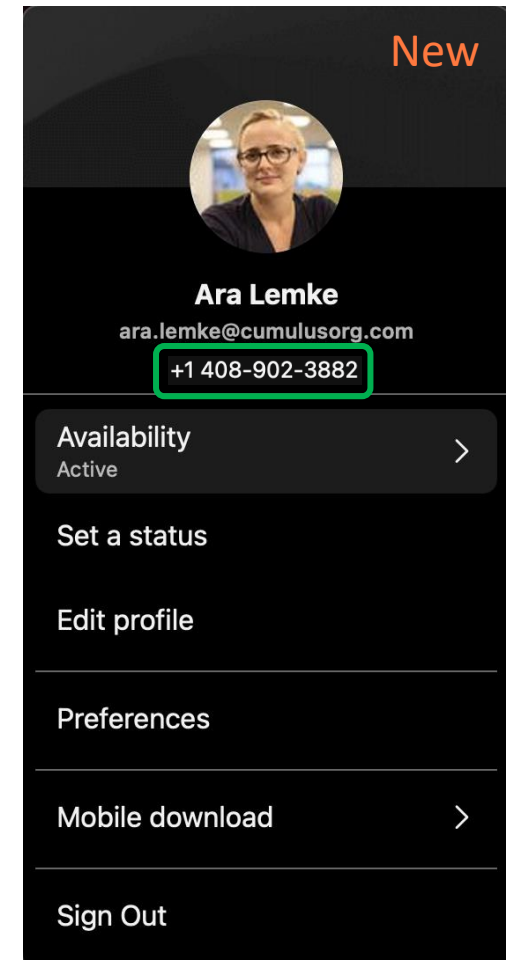 New
Ara Lemke
ara.lemke@cumulusorg.com
+1 408-902-3882
Availability
Active
Set a status
Edit profile
Preferences
Mobile download
Sign Out